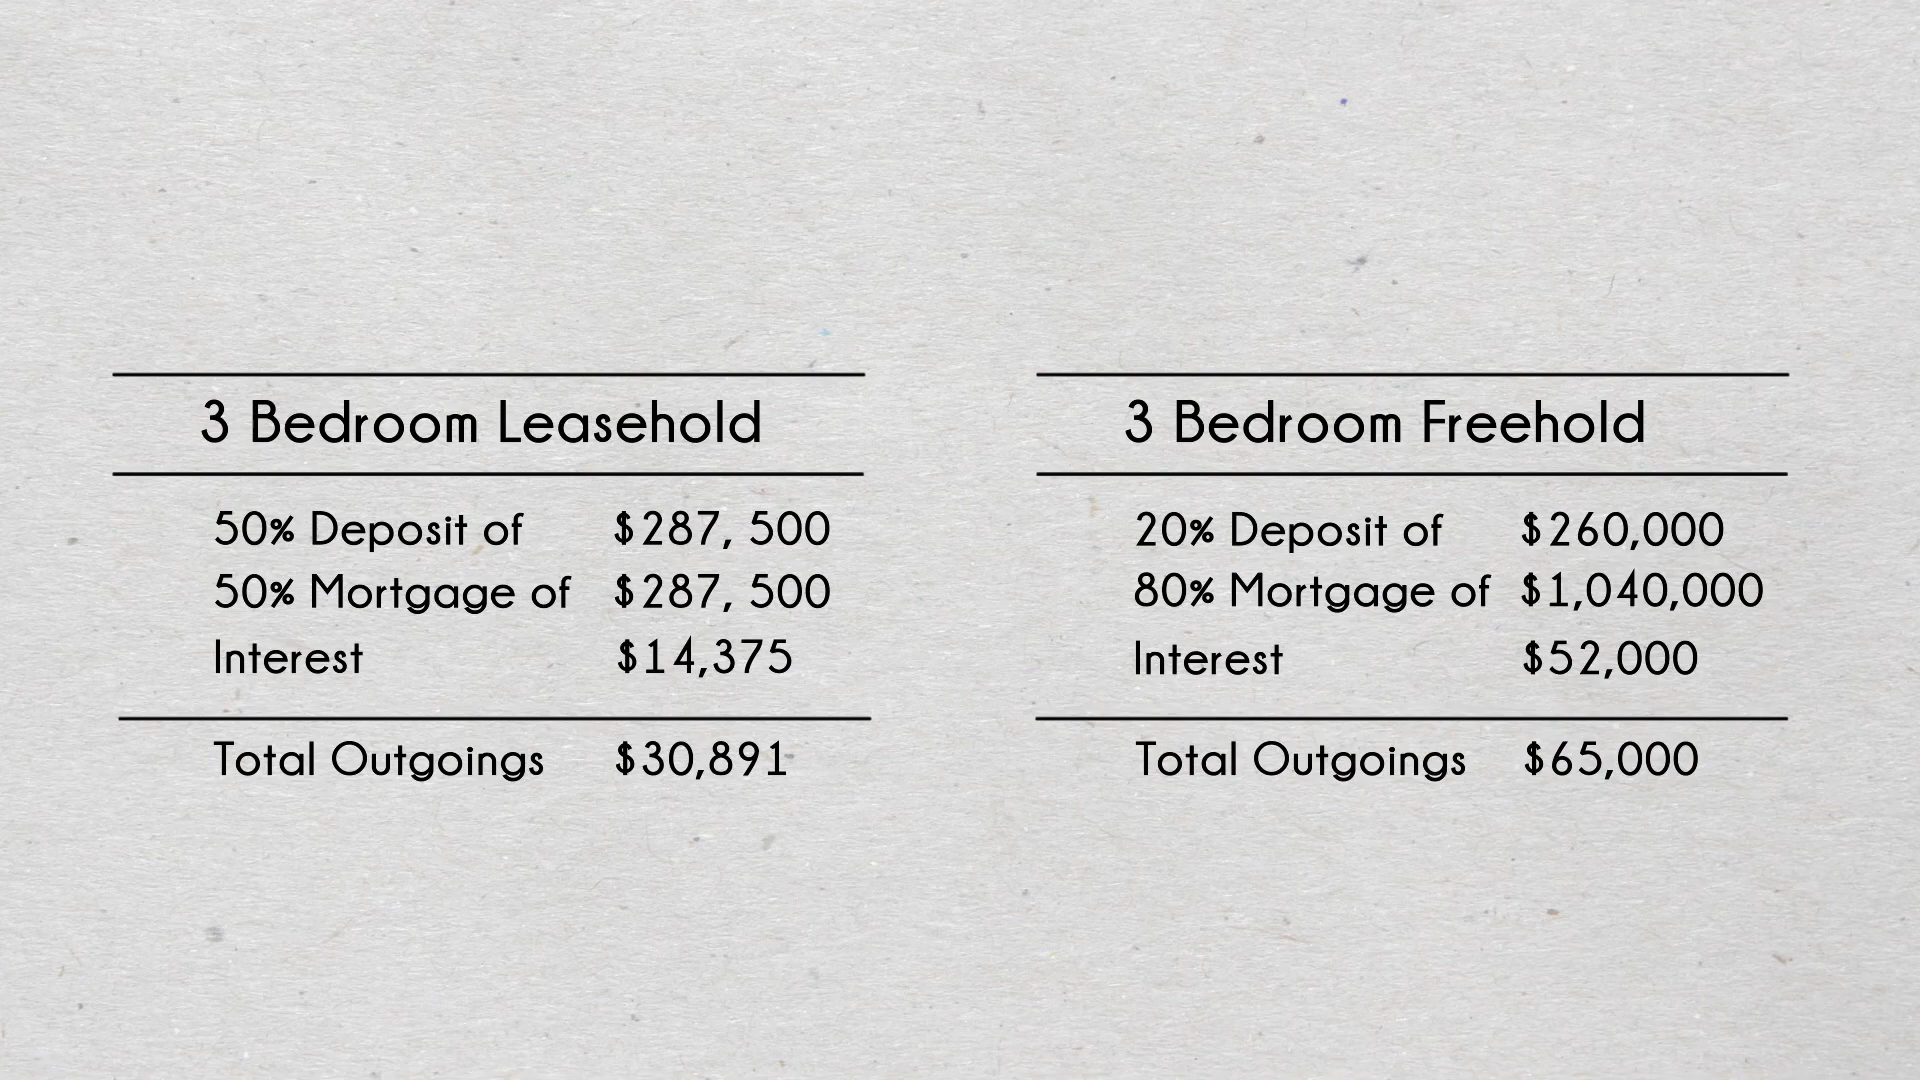 3 Bedroom Leasehold
50% Deposit of $287, 500
50% Mortgage of $287, 500
Interest $14,375
Total Outgoings $30,891
3 Bedroom Freehold
20% Deposit of $260,000
80% Mortgage of $1,040,000
Interest $52,000
Total Outgoings $65,000